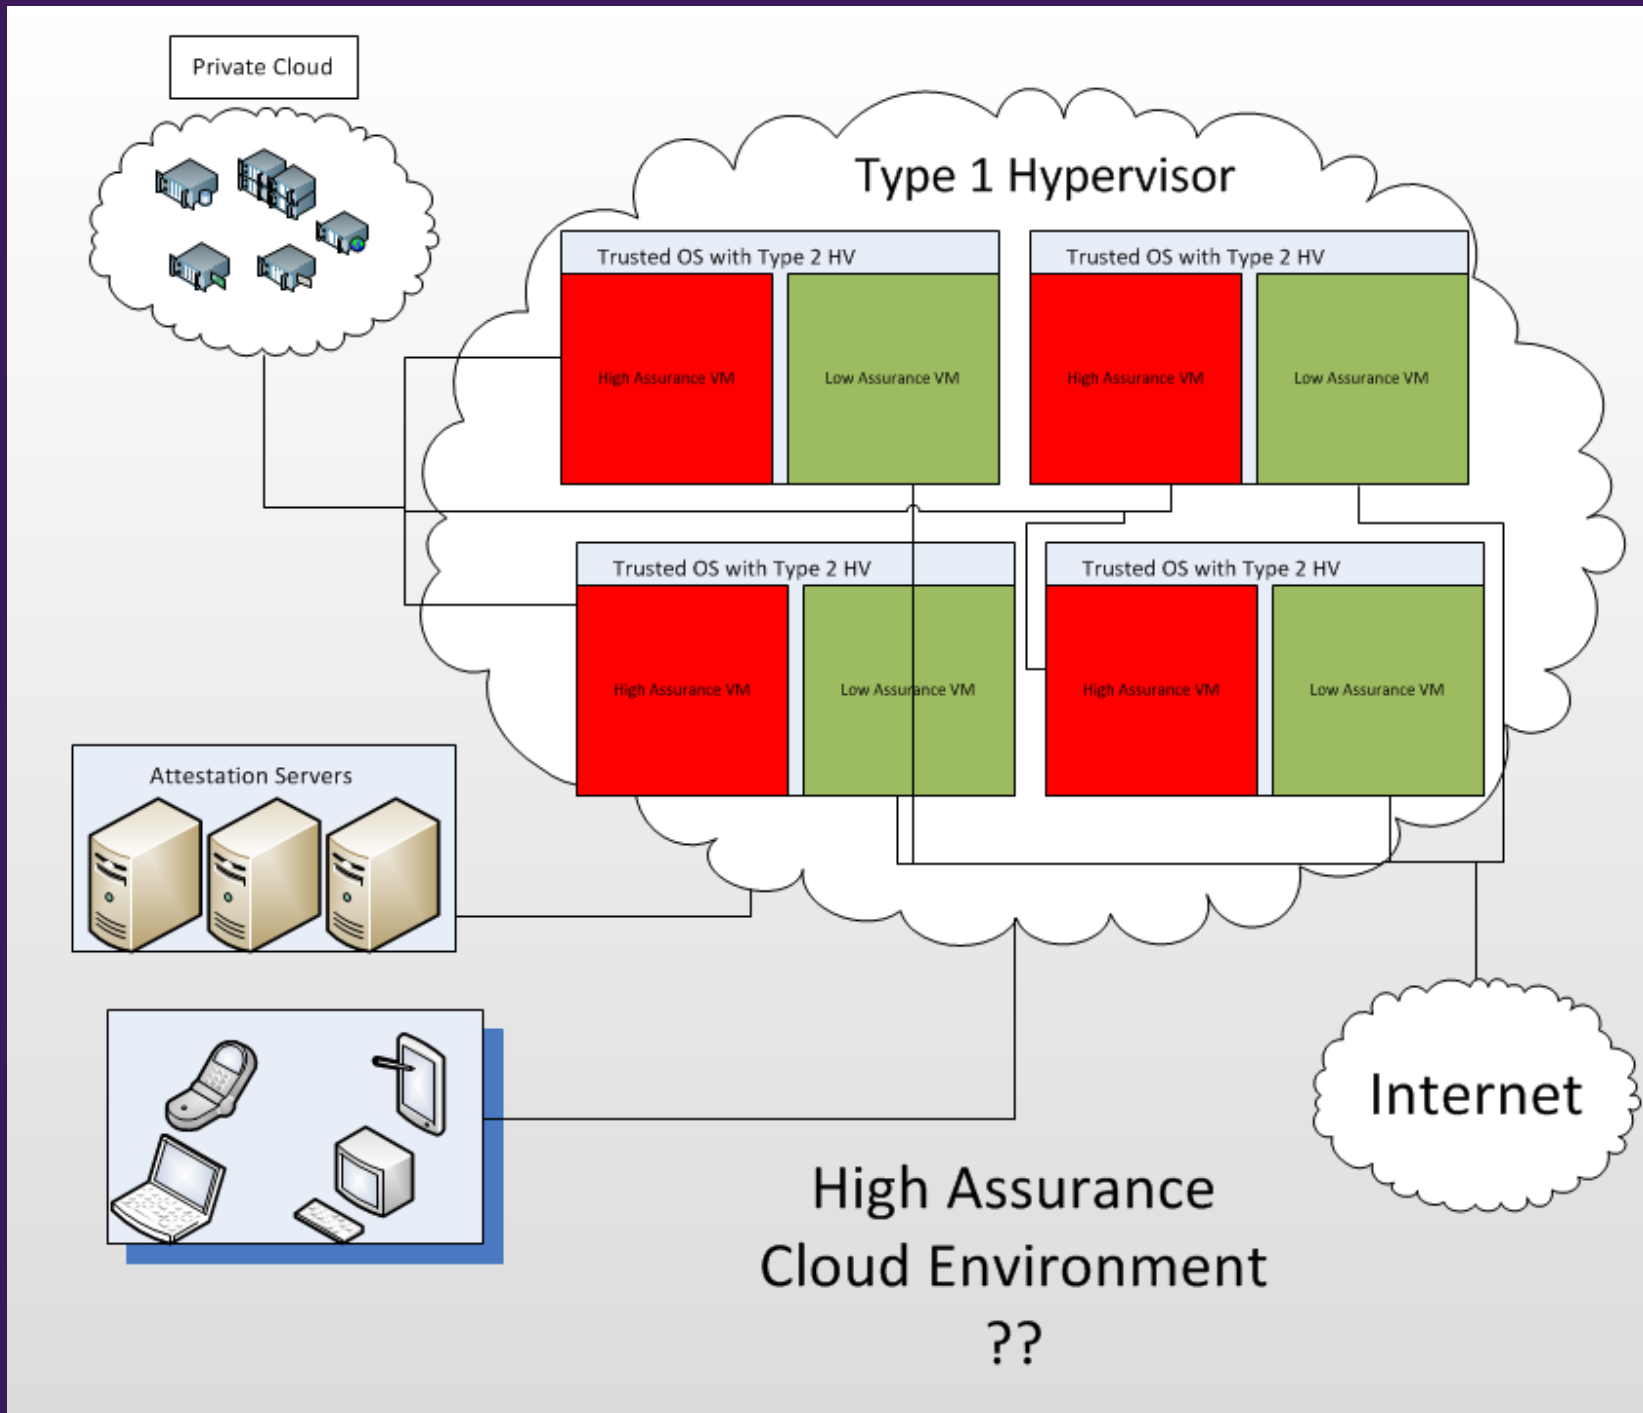 Private Cloud
Type 1 Hypervisor
Trusted OS with Type 2 HV
Trusted OS with Type 2 HV
High Assurance VM
Low Assurance VM
High Assurance VM
Low Assurance VM
Trusted OS with Type 2 HV
Trusted OS with Type 2 HV
High Assurance VM
Low Assurance VM
High Assurance VM
Low Assurance VM
Attestation Servers
Internet
High Assurance
Cloud Environment
??